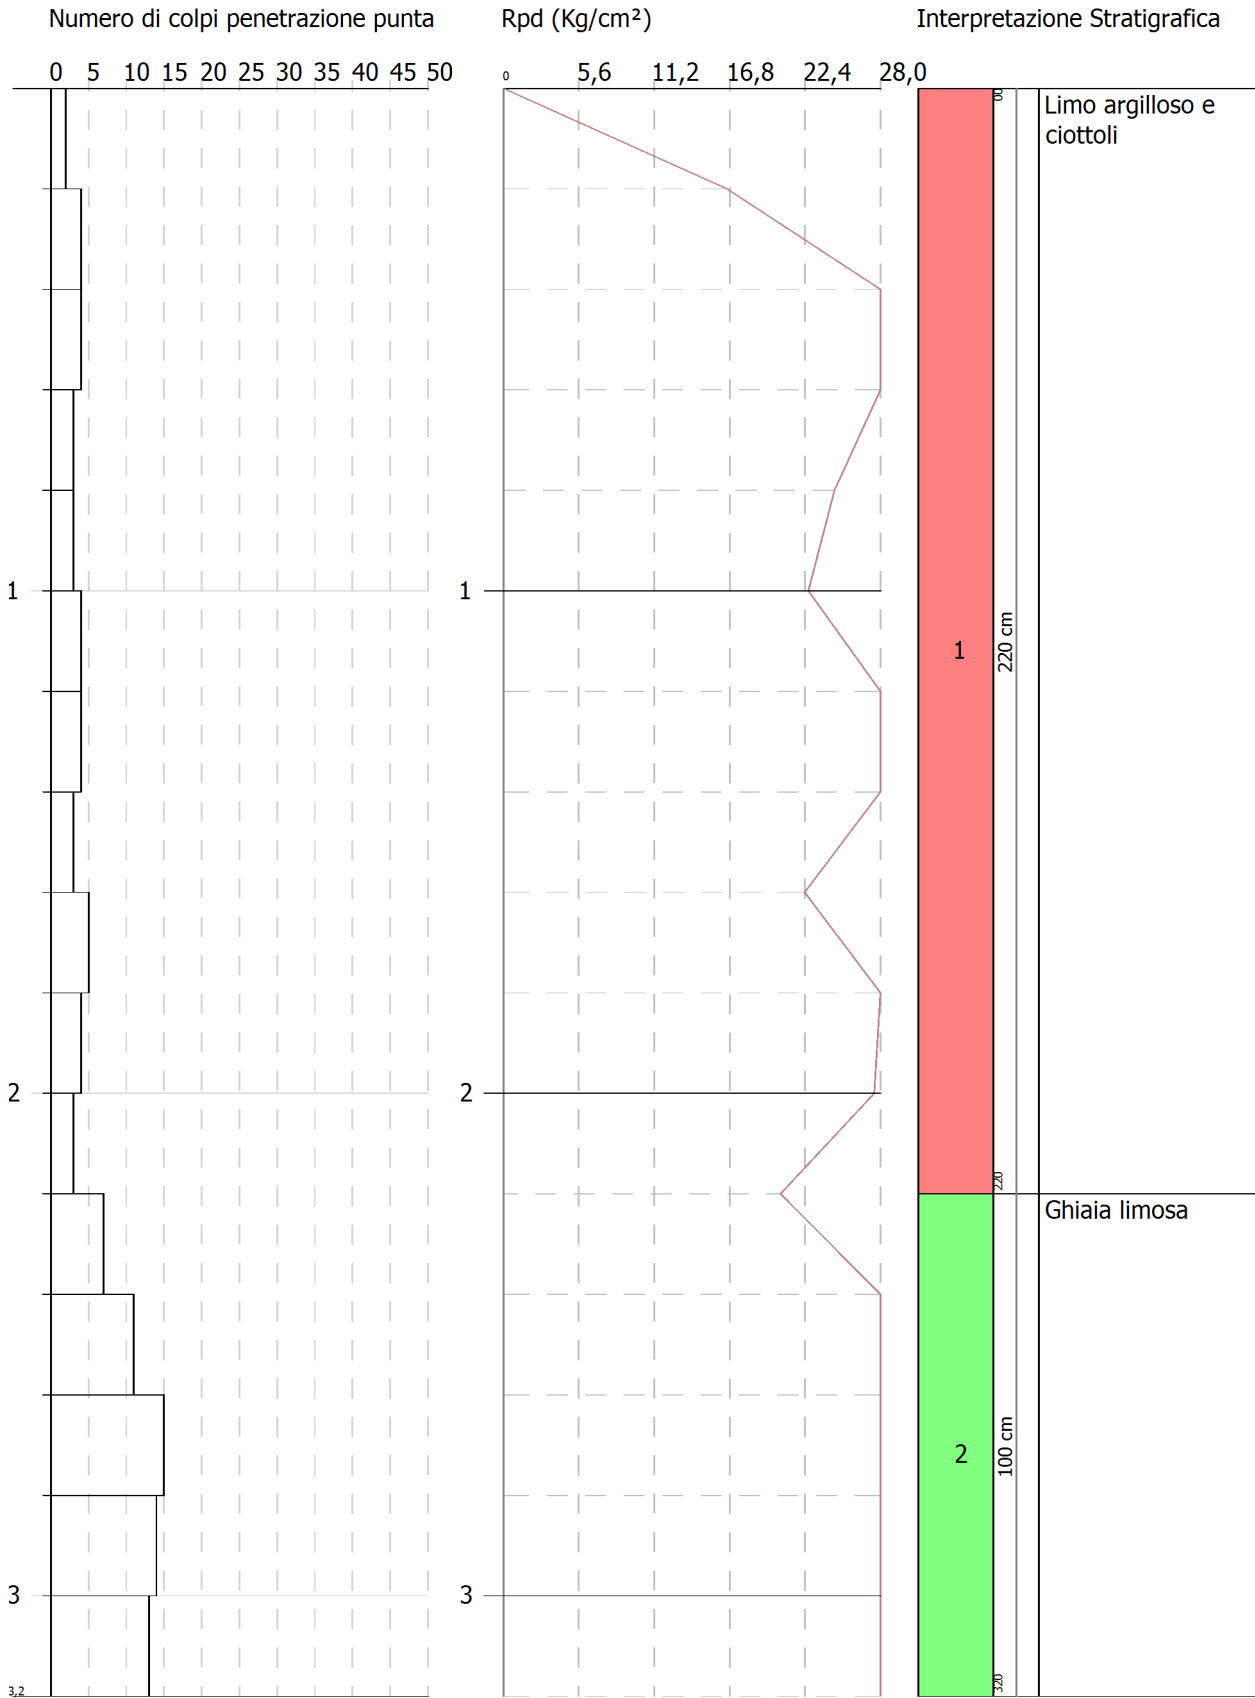 Numero di colpi penetrazione punta
Rpd (Kg/cm²)
Interpretazione Stratigrafica
0 5 10 15 20 25 30 35 40 45 50
0 5,6 11,2 16,8 22,4 28,0
00
Limo argilloso e
ciottoli
1
1
1
220 cm
2
2
220
Ghiaia limosa
2
100 cm
3
3
3,2
320